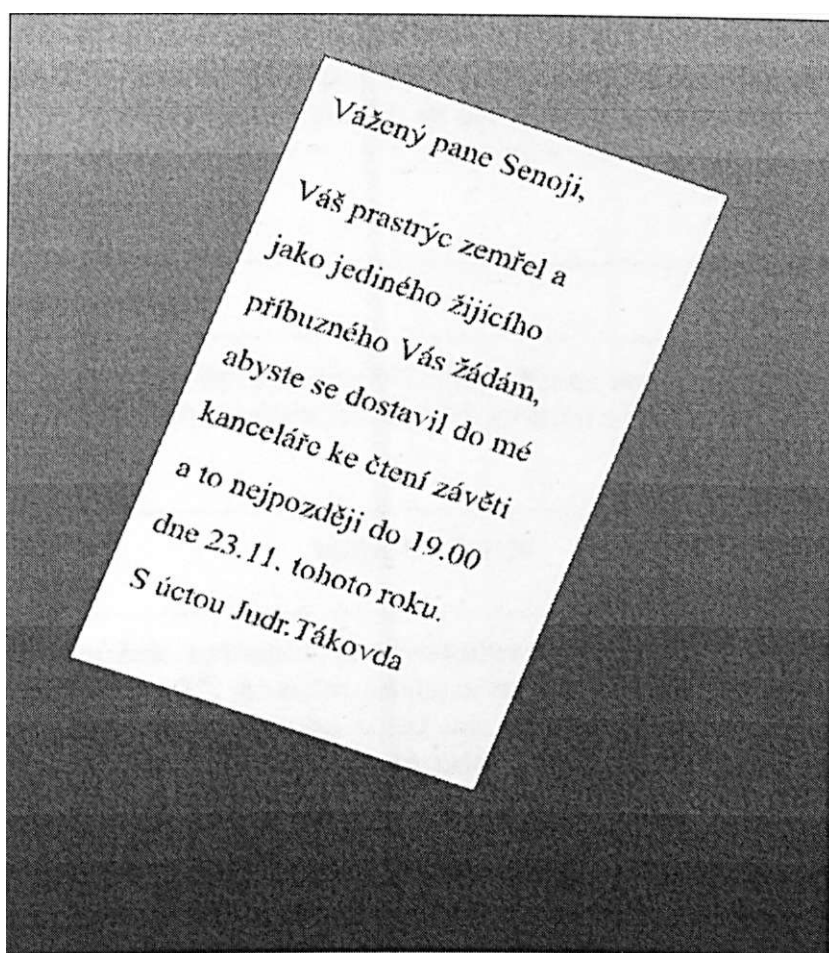 Vážený pane Senoji,
Váš prastrýc zemřel a
jako jediného žijícího
příbuzného Vás žádám,
abyste se dostavil do mé
kanceláře ke čtení závěti
a to nejpozději do 19.00
dne 23.11. tohoto roku.
S úctou Judr.Tákovda